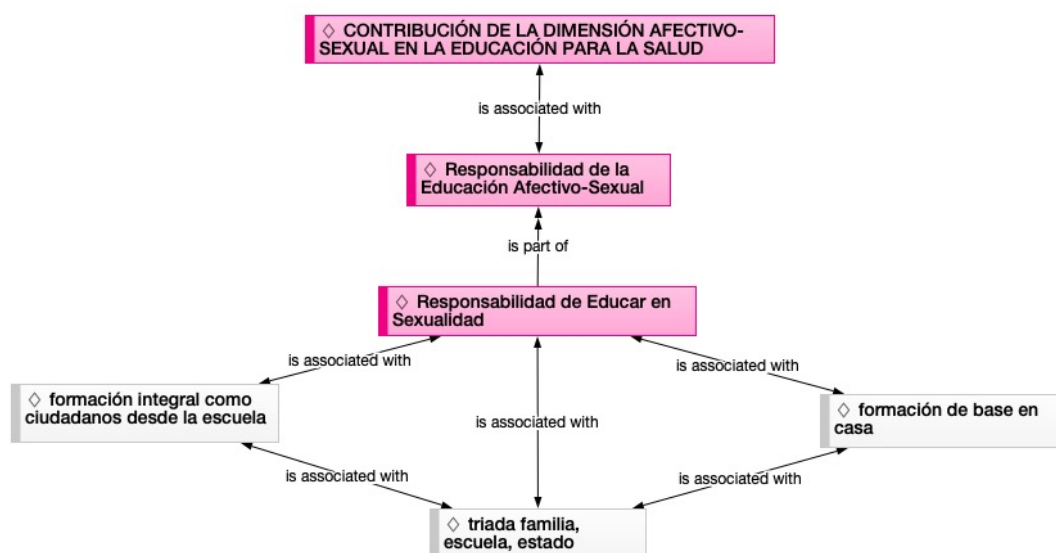 ◇ CONTRIBUCIÓN DE LA DIMENSIÓN AFECTIVO-
SEXUAL EN LA EDUCACIÓN PARA LA SALUD
is associated with
◇ Responsabilidad de la
Educación Afectivo-Sexual
is part of
◇ Responsabilidad de Educar en
Sexualidad
is associated with
is associated with
◇ formación integral como
ciudadanos desde la escuela
is associated with
◇ formación de base en
casa
is associated with
is associated with
◇ triada familia,
escuela, estado